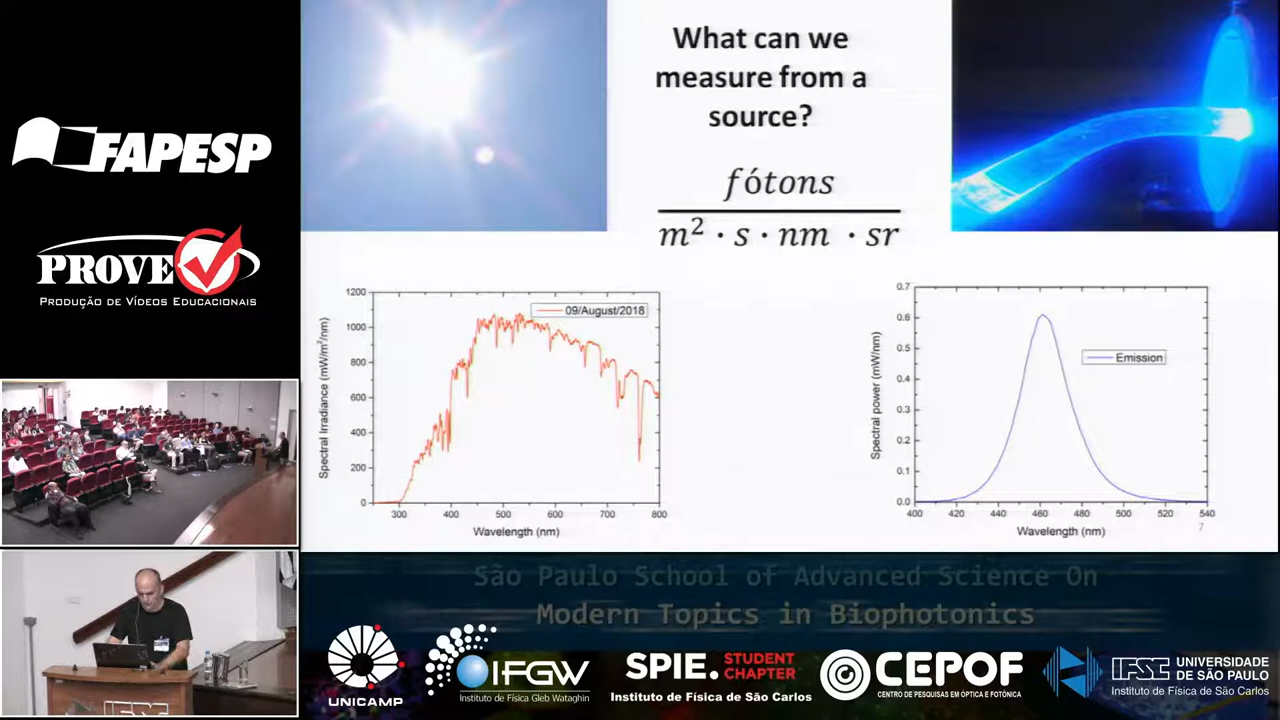 FAPESP
PROVE
PRODUÇÃO DE VÍDEOS EDUCACIONAIS
What can we
measure from a
source?
fótons
m² · s · nm · sr
1200
1000
800
600
400
200
0
Spectral Irradiance (mW/m²/nm)
09/August/2018
300 400 500 600 700 800
Wavelength (nm)
0.7
0.6
0.5
0.4
0.3
0.2
0.1
0.0
Spectral power (mW/nm)
Emission
400 420 440 460 480 500 520 540
Wavelength (nm)
7
São Paulo School of Advanced Science On
Modern Topics in Biophotonics
UNICAMP
IFGW
Instituto de Física Gleb Wataghin
SPIE. STUDENT CHAPTER
Instituto de Física de São Carlos
CEPOF
CENTRO DE PESQUISAS EM ÓPTICA E FOTÔNICA
IFSC UNIVERSIDADE DE SÃO PAULO
Instituto de Física de São Carlos
IFSC